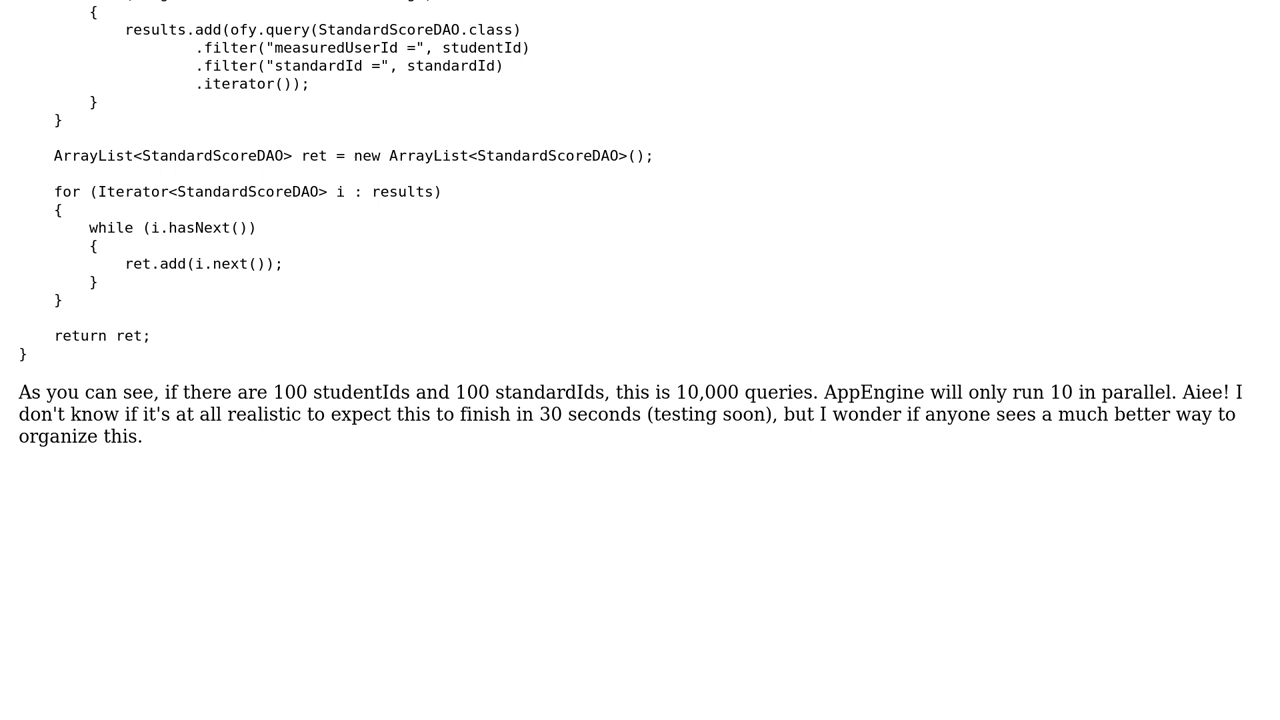 {
results.add(ofy.query(StandardScoreDAO.class)
.filter("measuredUserId =", studentId)
.filter("standardId =", standardId)
.iterator());
}
}
ArrayList<StandardScoreDAO> ret = new ArrayList<StandardScoreDAO>();
for (Iterator<StandardScoreDAO> i : results)
{
while (i.hasNext())
{
ret.add(i.next());
}
}
return ret;
}
As you can see, if there are 100 studentIds and 100 standardIds, this is 10,000 queries. AppEngine will only run 10 in parallel. Aiee! I
don't know if it's at all realistic to expect this to finish in 30 seconds (testing soon), but I wonder if anyone sees a much better way to
organize this.